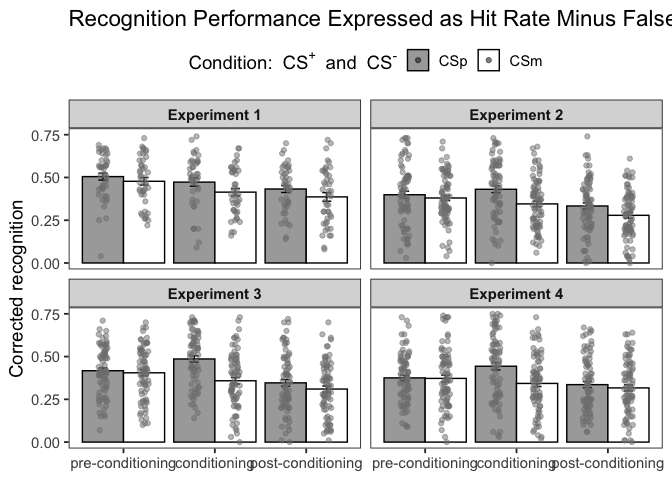 Recognition Performance Expressed as Hit Rate Minus False
Condition: CS+ and CS- CSp CSm
Experiment 1 Experiment 2
0.75
0.50
0.25
0.00
Corrected recognition
Experiment 3 Experiment 4
0.75
0.50
0.25
0.00
pre-conditioning conditioning post-conditioning pre-conditioning conditioning post-conditioning